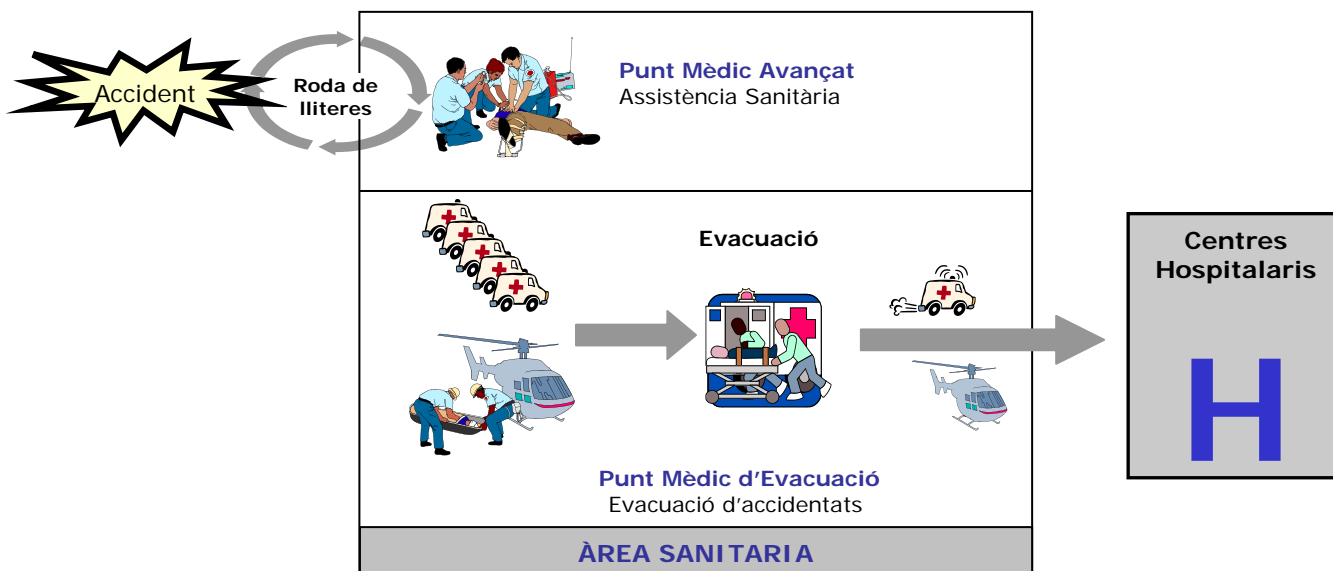 Accident
Roda de
lliteres
Punt Mèdic Avançat
Assistència Sanitària
Evacuació
Punt Mèdic d'Evacuació
Evacuació d'accidentats
ÀREA SANITARIA
Centres
Hospitalaris
H